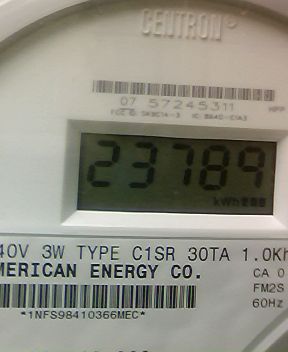 CENTRON®
07 57245311
23789
kWh
40V 3W TYPE C1SR 30TA 1.0Kh
MERICAN ENERGY CO.
CA 0
FM2S
60Hz
*1NFS98410366MEC*